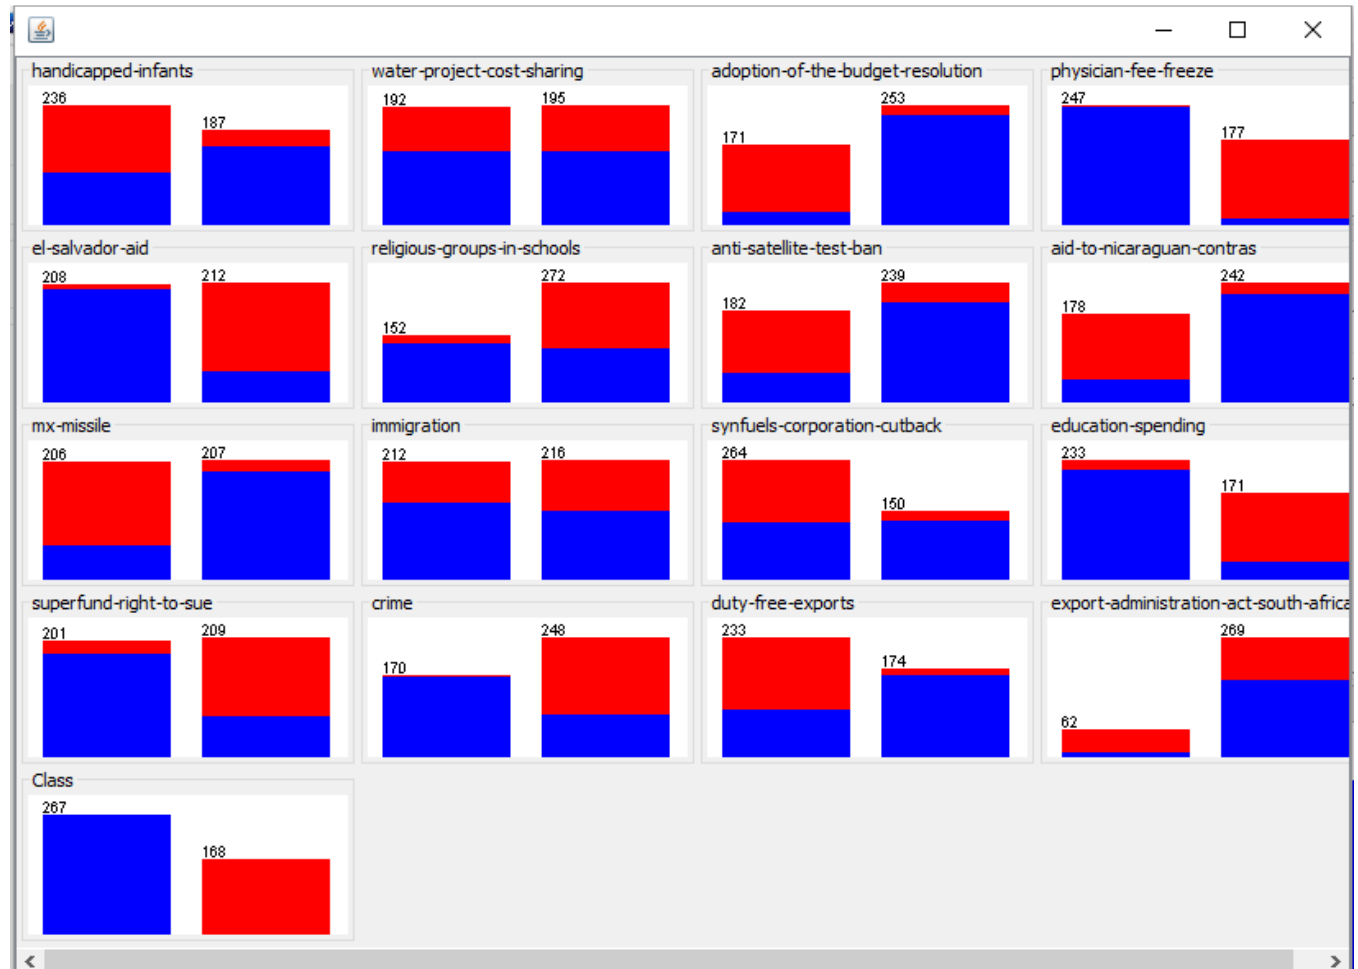 handicapped-infants
236
187
water-project-cost-sharing
192
195
adoption-of-the-budget-resolution
171
253
physician-fee-freeze
247
177
el-salvador-aid
208
212
religious-groups-in-schools
152
272
anti-satellite-test-ban
182
239
aid-to-nicaraguan-contras
178
242
mx-missile
206
207
immigration
212
216
synfuels-corporation-cutback
264
150
education-spending
233
171
superfund-right-to-sue
201
209
crime
170
248
duty-free-exports
233
174
export-administration-act-south-africa
62
269
Class
267
168